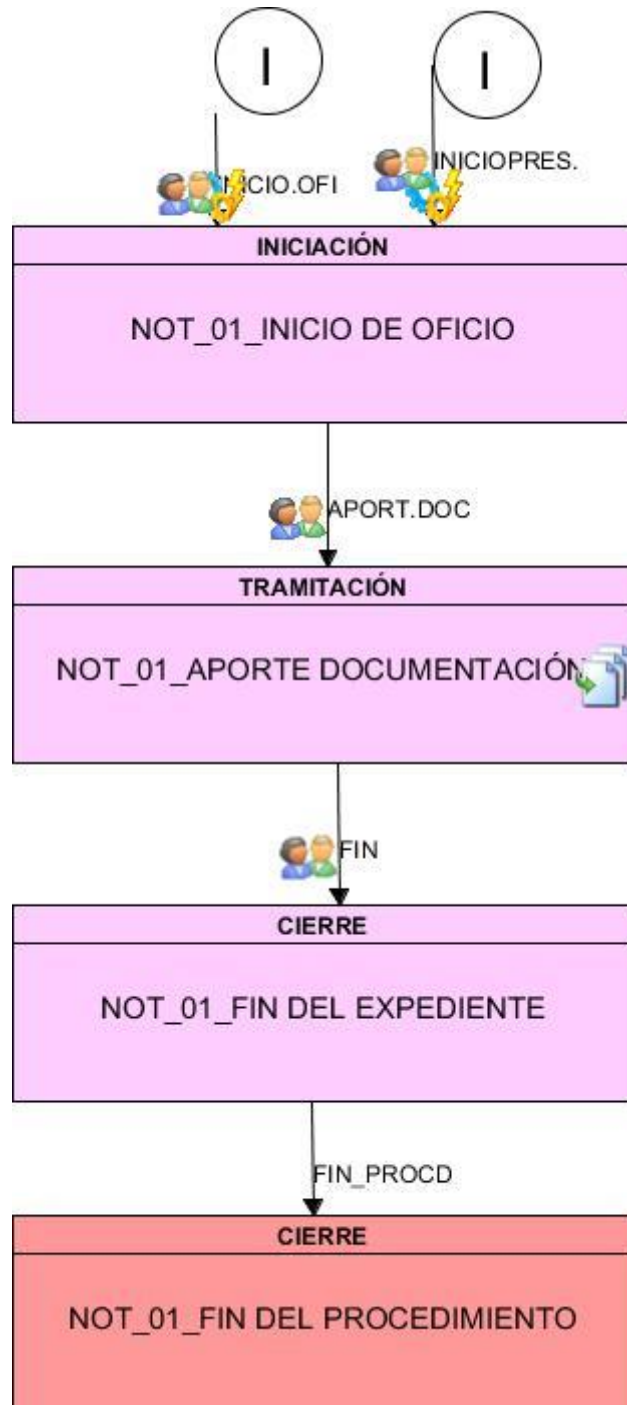 I
I
INICIO.OFI
INICIOPRES.
INICIACIÓN
NOT_01_INICIO DE OFICIO
APORT.DOC
TRAMITACIÓN
NOT_01_APORTE DOCUMENTACIÓN
FIN
CIERRE
NOT_01_FIN DEL EXPEDIENTE
FIN_PROCD
CIERRE
NOT_01_FIN DEL PROCEDIMIENTO